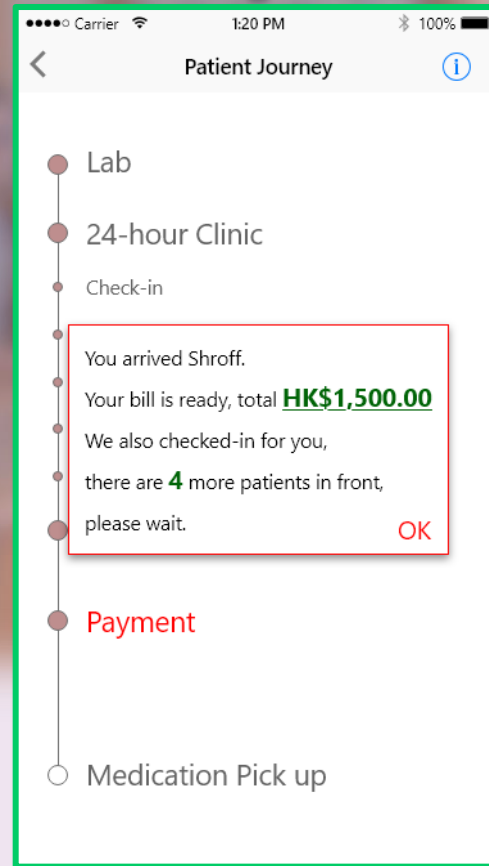 Carrier 1:20 PM 100%
Patient Journey
Lab
24-hour Clinic
Check-in
You arrived Shroff.
Your bill is ready, total HK$1,500.00
We also checked-in for you,
there are 4 more patients in front,
please wait.
OK
Payment
Medication Pick up